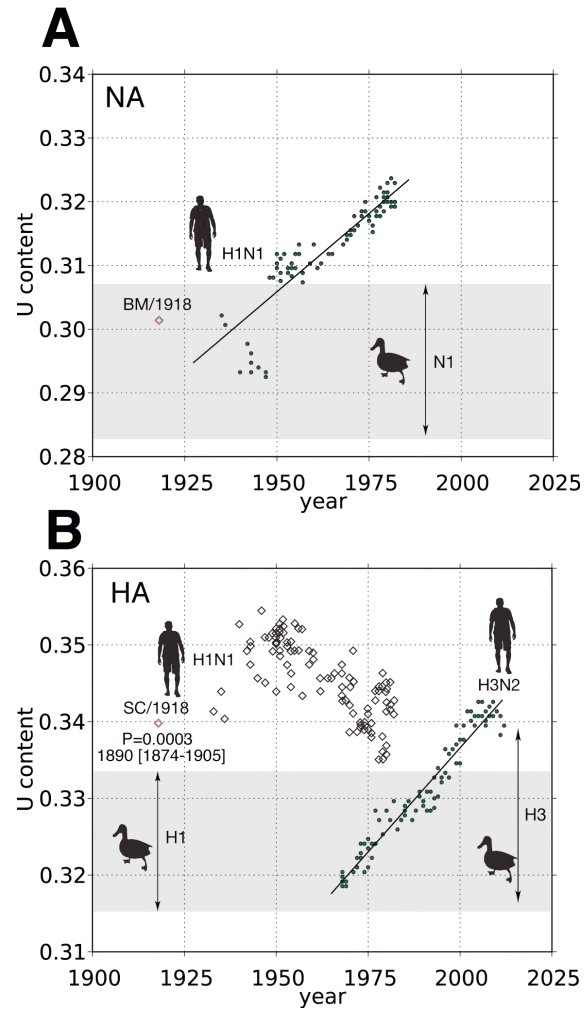 A
0.34
NA
0.33
0.32
H1N1
0.31
BM/1918
0.30
N1
0.29
0.28
U content
1900 1925 1950 1975 2000 2025
year
B
0.36
HA
0.35
H1N1
H3N2
SC/1918
0.34
P=0.0003
1890 [1874-1905]
0.33
H1
H3
0.32
0.31
U content
1900 1925 1950 1975 2000 2025
year